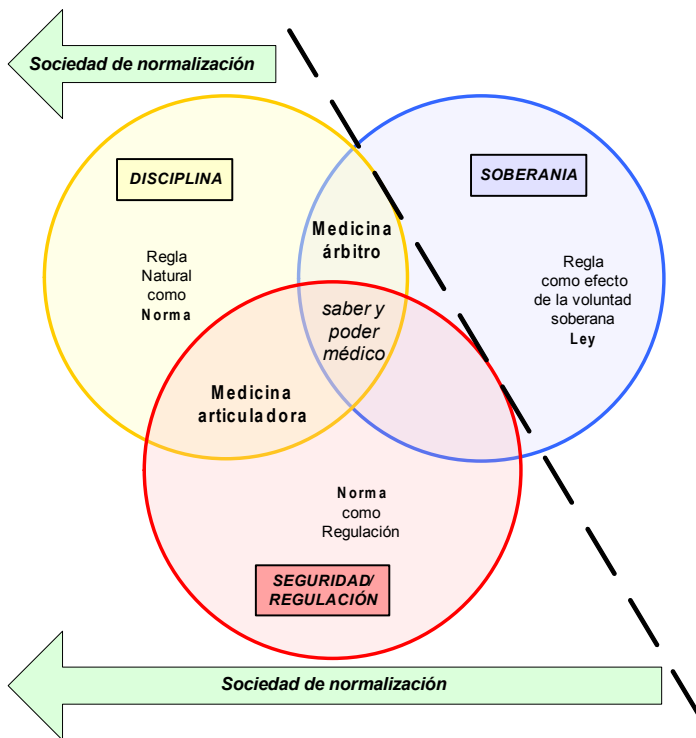 Sociedad de normalización
DISCIPLINA
SOBERANIA
Regla
Natural
como
Norma
Medicina
árbitro
Regla
como efecto
de la voluntad
soberana
Ley
saber y
poder
médico
Medicina
articuladora
Norma
como
Regulación
SEGURIDAD/
REGULACIÓN
Sociedad de normalización